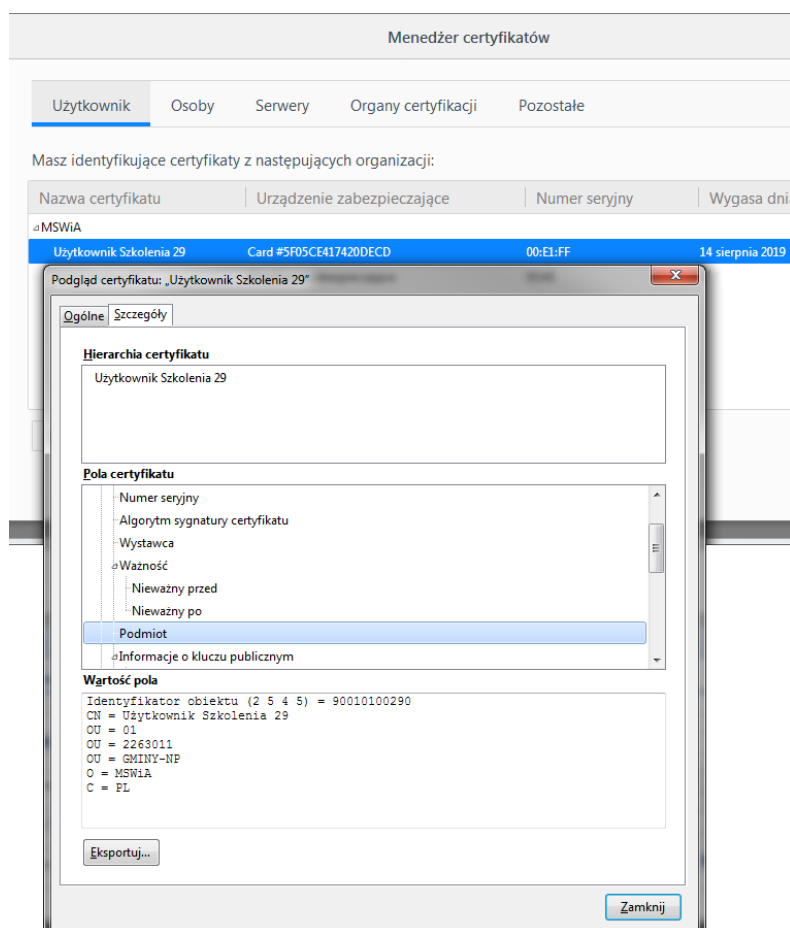 Menedżer certyfikatów
Użytkownik Osoby Serwery Organy certyfikacji Pozostałe
Masz identyfikujące certyfikaty z następujących organizacji:
Nazwa certyfikatu Urządzenie zabezpieczające Numer seryjny Wygasa dni
MSWiA
Użytkownik Szkolenia 29 Card #5F05CE417420DECD 00:E1:FF 14 sierpnia 2019
Podgląd certyfikatu: „Użytkownik Szkolenia 29”
Ogólne Szczegóły
Hierarchia certyfikatu
Użytkownik Szkolenia 29
Pola certyfikatu
Numer seryjny
Algorytm sygnatury certyfikatu
Wystawca
Ważność
Nieważny przed
Nieważny po
Podmiot
Informacje o kluczu publicznym
Wartość pola
Identyfikator obiektu (2 5 4 5) = 90010100290
CN = Użytkownik Szkolenia 29
OU = 01
OU = 2263011
OU = GMINY-NP
O = MSWiA
C = PL
Eksportuj...
Zamknij